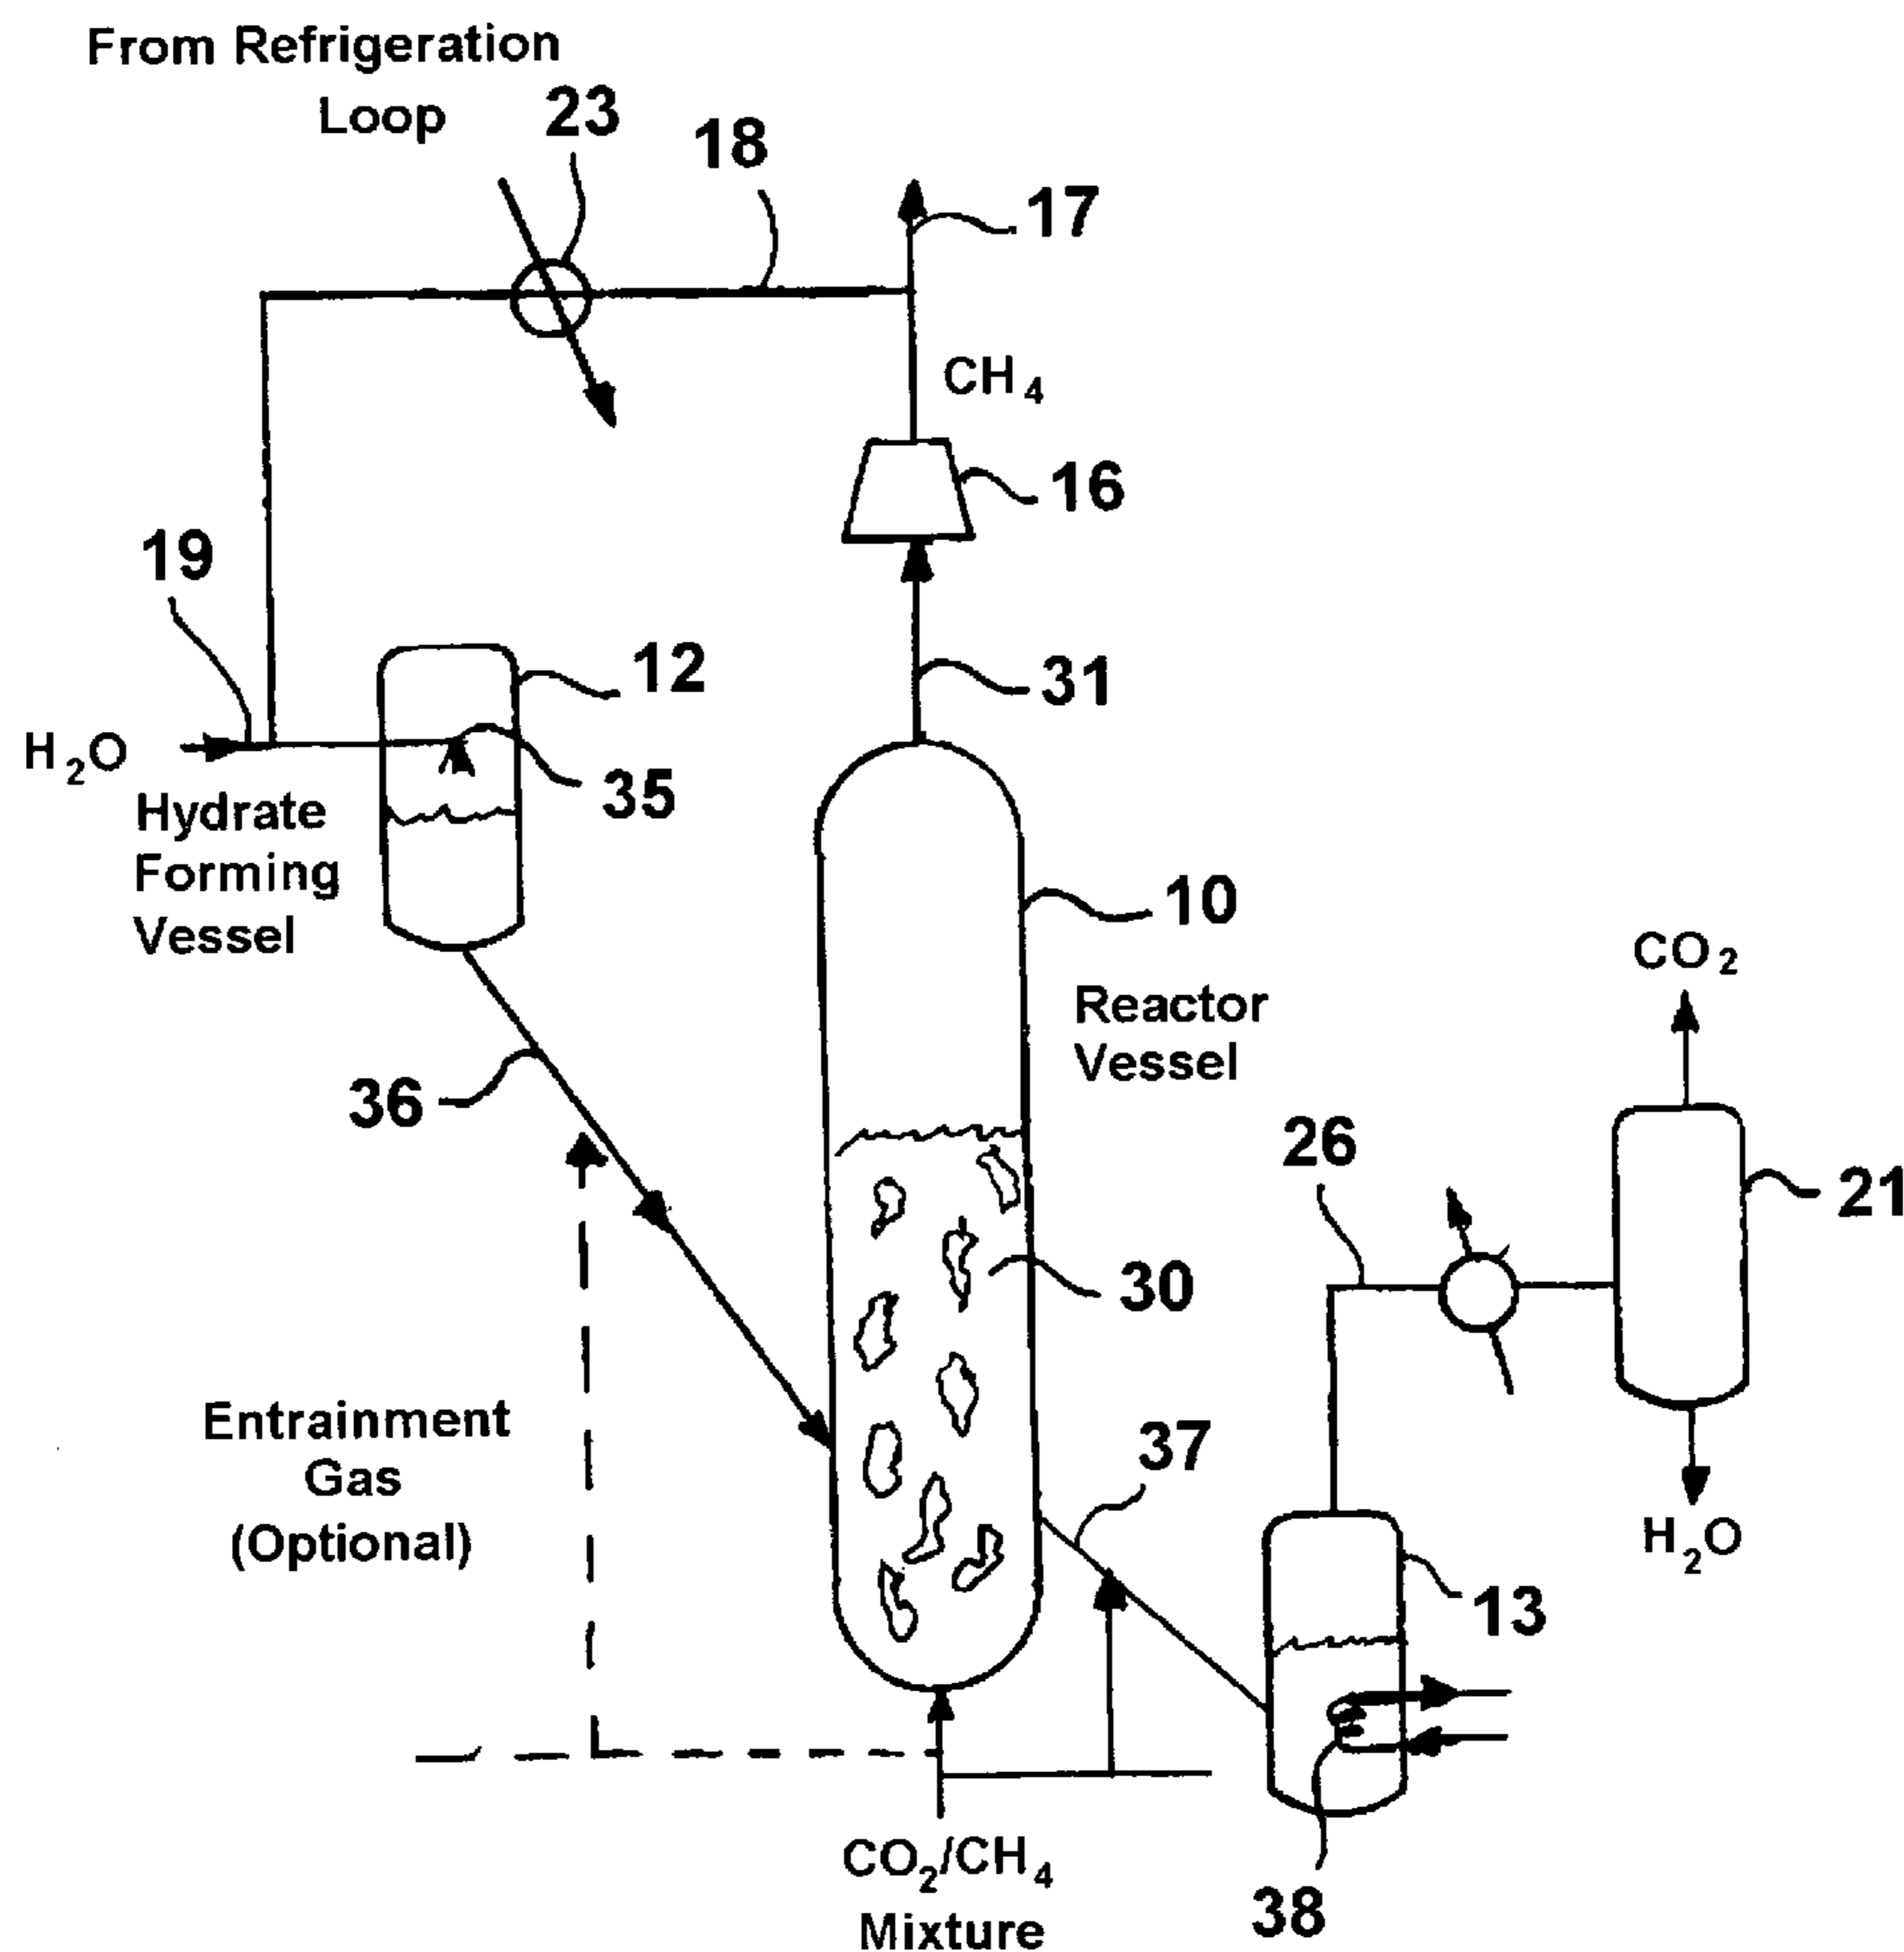 From Refrigeration
Loop
23
18
17
CH4
16
19
12
31
H2O
35
Hydrate
Forming
Vessel
10
CO2
Reactor
Vessel
36
26
21
30
Entrainment
Gas
(Optional)
37
H2O
13
CO2/CH4
Mixture
38